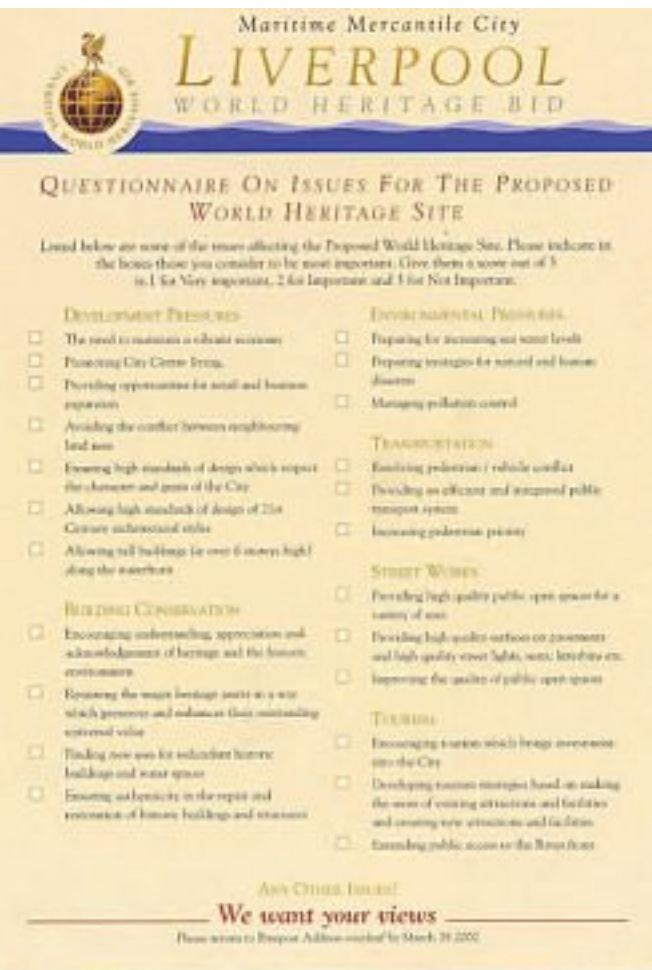 Maritime Mercantile City
LIVERPOOL
WORLD HERITAGE BID
QUESTIONNAIRE ON ISSUES FOR THE PROPOSED
WORLD HERITAGE SITE
Listed below are some of the issues affecting the Proposed World Heritage Site. Please indicate in
the boxes those you consider to be most important. Give them a score out of 3
ie.1 for Very important, 2 for Important and 3 for Not Important.
DEVELOPMENT PRESSURES
The need to maintain a vibrant economy
Promoting City Centre living.
Providing opportunities for retail and business
expansion
Avoiding the conflict between neighbouring
land uses
Ensuring high standards of design which respect
the character and grain of the City
Allowing high standards of design of 21st
Century architectural styles
Allowing tall buildings (ie over 6 storeys high)
along the waterfront
BUILDING CONSERVATION
Encouraging understanding, appreciation and
acknowledgement of heritage and the historic
environment
the major heritage assets in a way
which preserves and enhances their outstanding
universal value
Finding new uses for redundant historic
buildings and water spaces
Ensuring authenticity in the repair and
restoration of historic buildings and structures
ENVIRONMENTAL PRESSURES
Preparing for increasing sea water levels
Preparing strategies for natural and human
disasters
Managing pollution control
TRANSPORTATION
Resolving pedestrian / vehicle conflict
Providing an efficient and integrated public
transport system
Increasing pedestrian priority
STREET WORKS
Providing high quality public open spaces for a
variety of uses
Providing high quality surfaces on pavements
and high quality street lights, seats, litterbins etc.
Improving the quality of public open spaces
TOURISM
Encouraging tourism which brings investment
into the City
Developing tourism strategies based on making
the most of existing attractions and facilities
and creating new attractions and facilities
Extending public access to the River front
ANY OTHER ISSUES?
We want your views
Please return to Freepost Address overleaf by March 29 2002